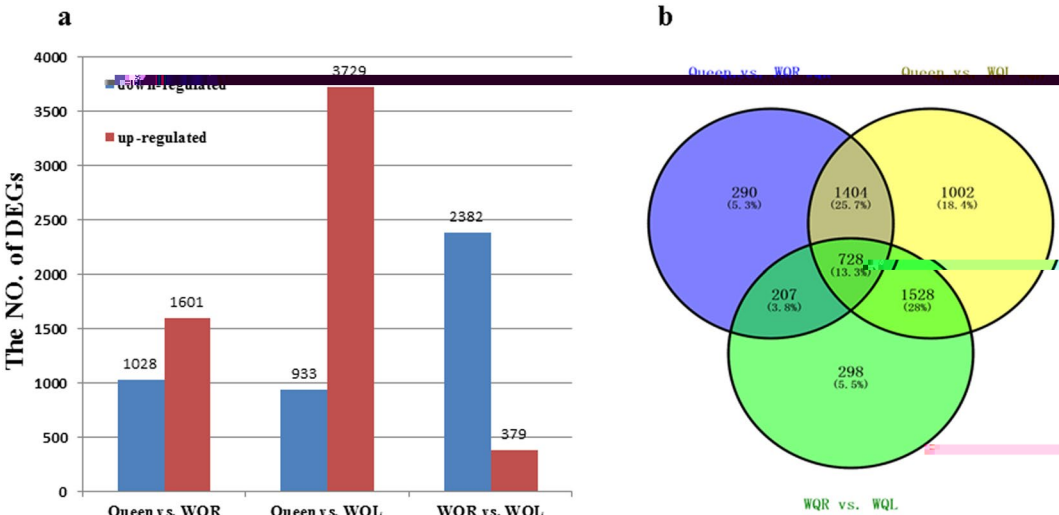 a
b
4000
3500
3000
2500
2000
1500
1000
500
0
The NO. of DEGs
down-regulated
up-regulated
1028
1601
933
3729
2382
379
Queen vs. WQR
Queen vs. WQL
WQR vs. WQL
Queen vs. WQR
Queen vs. WQL
290
(5.3%)
1404
(25.7%)
1002
(18.4%)
728
(13.3%)
207
(3.8%)
1528
(28%)
298
(5.5%)
WQR vs. WQL